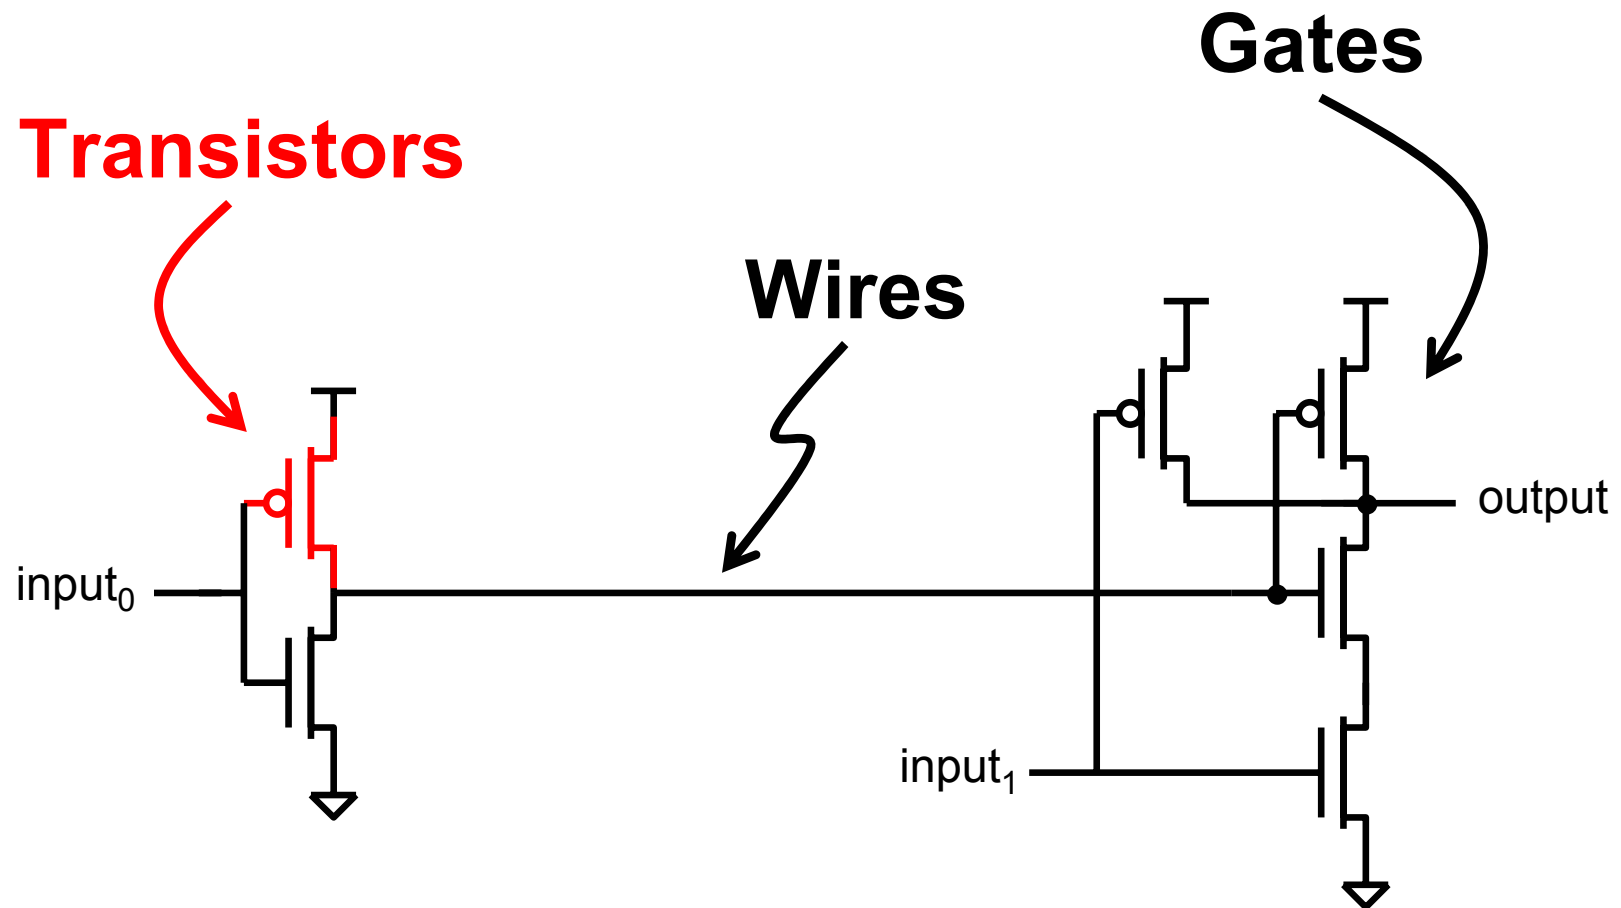 Gates
Transistors
Wires
output
input₀
input₁